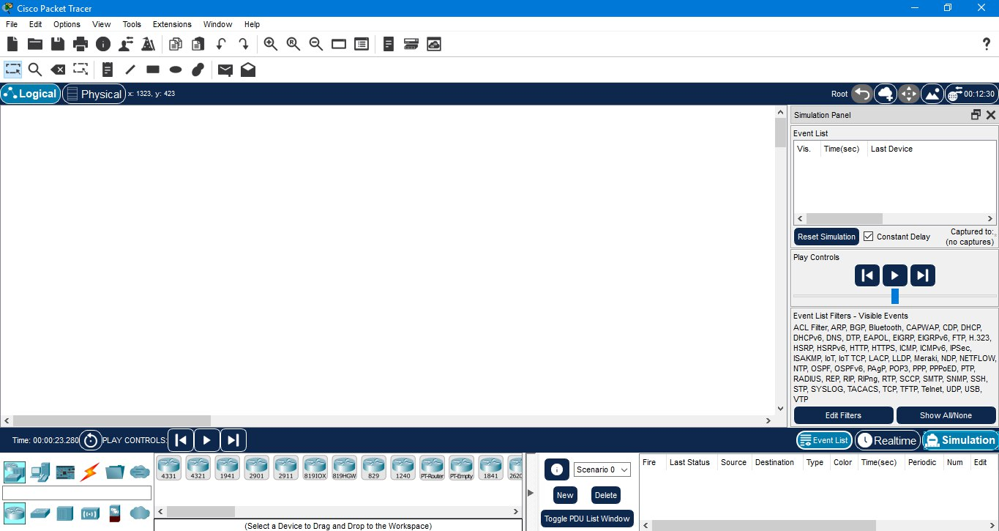 Cisco Packet Tracer
File Edit Options View Tools Extensions Window Help
Logical Physical x: 1323, y: 423 Root 00:12:30
Simulation Panel
Event List
Vis. Time(sec) Last Device
Reset Simulation Constant Delay Captured to:
(no captures)
Play Controls
Event List Filters - Visible Events
ACL Filter, ARP, BGP, Bluetooth, CAPWAP, CDP, DHCP,
DHCPv6, DNS, DTP, EAPOL, EIGRP, EIGRPv6, FTP, H.323,
HSRP, HSRPv6, HTTP, HTTPS, ICMP, ICMPv6, IPSec,
ISAKMP, IoT, IoT TCP, LACP, LLDP, Meraki, NDP, NETFLOW,
NTP, OSPF, OSPFv6, PAgP, POP3, PPP, PPPoED, PTP,
RADIUS, REP, RIP, RIPng, RTP, SCCP, SMTP, SNMP, SSH,
STP, SYSLOG, TACACS, TCP, TFTP, Telnet, UDP, USB,
VTP
Edit Filters Show All/None
Time: 00:00:23.280 PLAY CONTROLS: Event List Realtime Simulation
4331 4321 1941 2901 2911 819IOX 819HGW 829 1240 PT-Router PT-Empty 1841 2620
(Select a Device to Drag and Drop to the Workspace)
Scenario 0
New Delete
Toggle PDU List Window
Fire Last Status Source Destination Type Color Time(sec) Periodic Num Edit